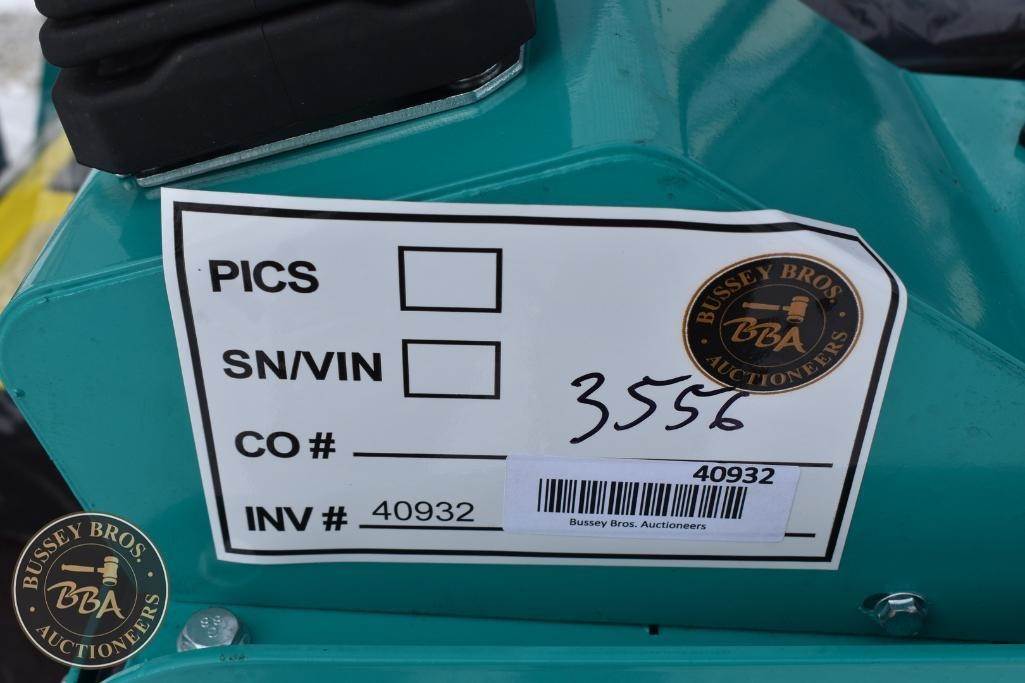 PICS
SN/VIN
BUSSEY BROS.
BBA
AUCTIONEERS
3556
CO #
INV # 40932
40932
Bussey Bros. Auctioneers
BUSSEY BROS.
BBA
AUCTIONEERS